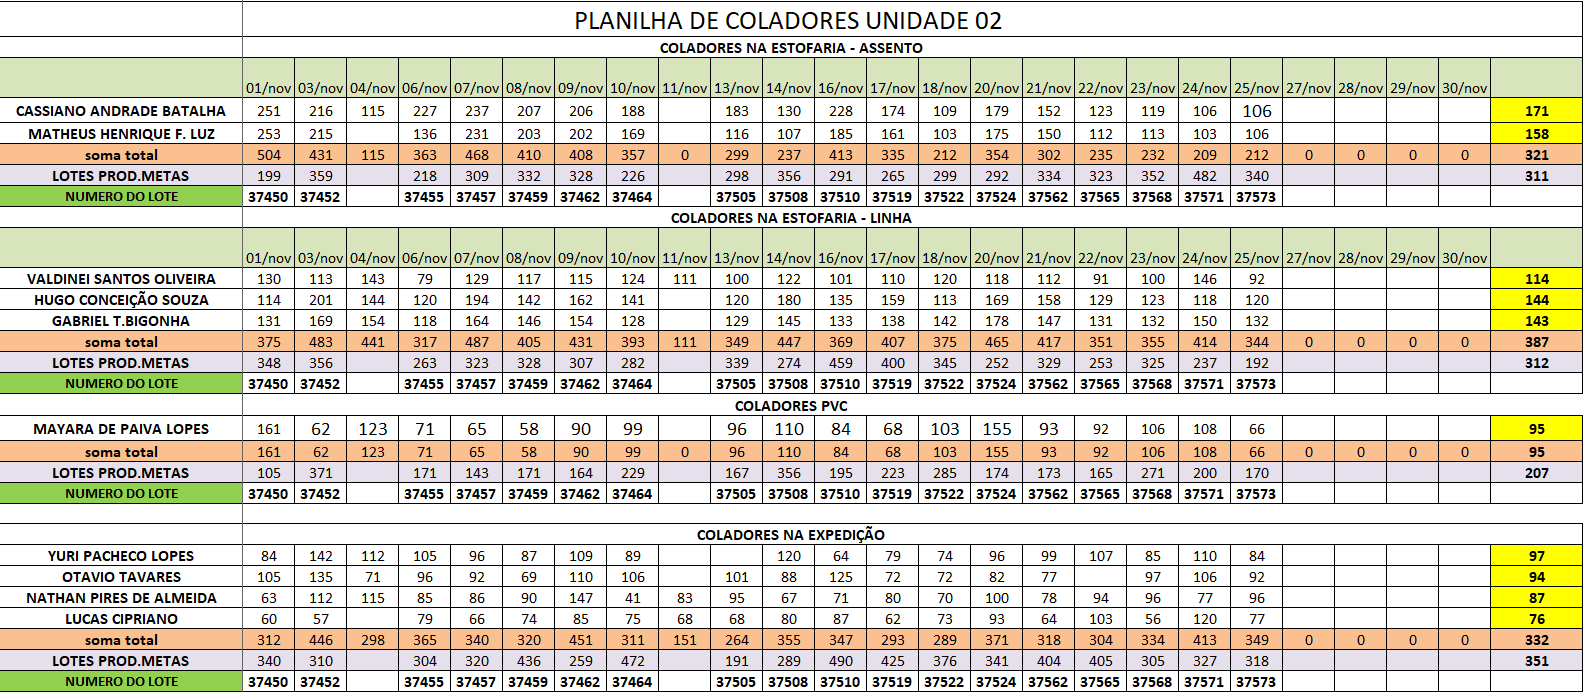 PLANILHA DE COLADORES UNIDADE 02
COLADORES NA ESTOFARIA - ASSENTO
01/nov 03/nov 04/nov 06/nov 07/nov 08/nov 09/nov 10/nov 11/nov 13/nov 14/nov 16/nov 17/nov 18/nov 20/nov 21/nov 22/nov 23/nov 24/nov 25/nov 27/nov 28/nov 29/nov 30/nov
CASSIANO ANDRADE BATALHA 251 216 115 227 237 207 206 188 183 130 228 174 109 179 152 123 119 106 106 171
MATHEUS HENRIQUE F. LUZ 253 215 136 231 203 202 169 116 107 185 161 103 175 150 112 113 103 106 158
soma total 504 431 115 363 468 410 408 357 0 299 237 413 335 212 354 302 235 232 209 212 0 0 0 0 321
LOTES PROD.METAS 199 359 218 309 332 328 226 298 356 291 265 299 292 334 323 352 482 340 311
NUMERO DO LOTE 37450 37452 37455 37457 37459 37462 37464 37505 37508 37510 37519 37522 37524 37562 37565 37568 37571 37573
COLADORES NA ESTOFARIA - LINHA
01/nov 03/nov 04/nov 06/nov 07/nov 08/nov 09/nov 10/nov 11/nov 13/nov 14/nov 16/nov 17/nov 18/nov 20/nov 21/nov 22/nov 23/nov 24/nov 25/nov 27/nov 28/nov 29/nov 30/nov
VALDINEI SANTOS OLIVEIRA 130 113 143 79 129 117 115 124 111 100 122 101 110 120 118 112 91 100 146 92 114
HUGO CONCEIÇÃO SOUZA 114 201 144 120 194 142 162 141 120 180 135 159 113 169 158 129 123 118 120 144
GABRIEL T.BIGONHA 131 169 154 118 164 146 154 128 129 145 133 138 142 178 147 131 132 150 132 143
soma total 375 483 441 317 487 405 431 393 111 349 447 369 407 375 465 417 351 355 414 344 0 0 0 0 387
LOTES PROD.METAS 348 356 263 323 328 307 282 339 274 459 400 345 252 329 253 325 237 192 312
NUMERO DO LOTE 37450 37452 37455 37457 37459 37462 37464 37505 37508 37510 37519 37522 37524 37562 37565 37568 37571 37573
COLADORES PVC
MAYARA DE PAIVA LOPES 161 62 123 71 65 58 90 99 96 110 84 68 103 155 93 92 106 108 66 95
soma total 161 62 123 71 65 58 90 99 0 96 110 84 68 103 155 93 92 106 108 66 0 0 0 0 95
LOTES PROD.METAS 105 371 171 143 171 164 229 167 356 195 223 285 174 173 165 271 200 170 207
NUMERO DO LOTE 37450 37452 37455 37457 37459 37462 37464 37505 37508 37510 37519 37522 37524 37562 37565 37568 37571 37573
COLADORES NA EXPEDIÇÃO
YURI PACHECO LOPES 84 142 112 105 96 87 109 89 120 64 79 74 96 99 107 85 110 84 97
OTAVIO TAVARES 105 135 71 96 92 69 110 106 101 88 125 72 72 82 77 97 106 92 94
NATHAN PIRES DE ALMEIDA 63 112 115 85 86 90 147 41 83 95 67 71 80 70 100 78 94 96 77 96 87
LUCAS CIPRIANO 60 57 79 66 74 85 75 68 68 80 87 62 73 93 64 103 56 120 77 76
soma total 312 446 298 365 340 320 451 311 151 264 355 347 293 289 371 318 304 334 413 349 0 0 0 0 332
LOTES PROD.METAS 340 310 304 320 436 259 472 191 289 490 425 376 341 404 405 305 327 318 351
NUMERO DO LOTE 37450 37452 37455 37457 37459 37462 37464 37505 37508 37510 37519 37522 37524 37562 37565 37568 37571 37573